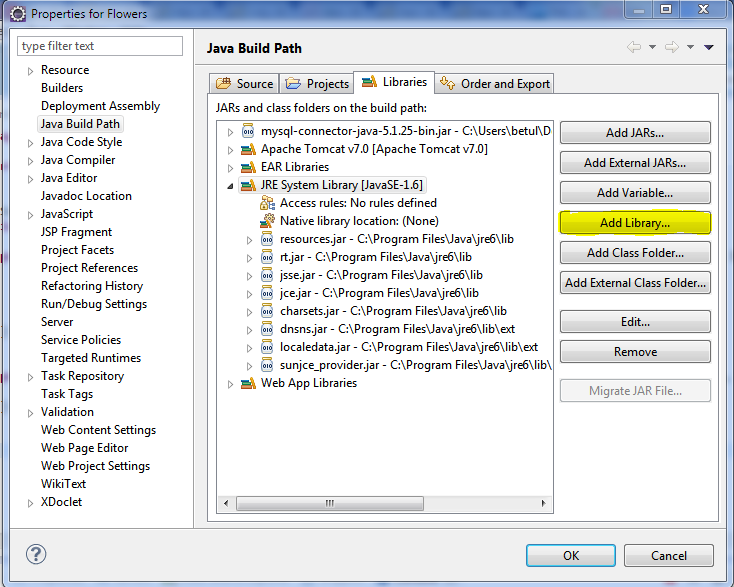 Properties for Flowers
type filter text
Resource
Builders
Deployment Assembly
Java Build Path
Java Code Style
Java Compiler
Java Editor
Javadoc Location
JavaScript
JSP Fragment
Project Facets
Project References
Refactoring History
Run/Debug Settings
Server
Service Policies
Targeted Runtimes
Task Repository
Task Tags
Validation
Web Content Settings
Web Page Editor
Web Project Settings
WikiText
XDoclet
Java Build Path
Source
Projects
Libraries
Order and Export
JARs and class folders on the build path:
mysql-connector-java-5.1.25-bin.jar - C:\Users\betul\D
Apache Tomcat v7.0 [Apache Tomcat v7.0]
EAR Libraries
JRE System Library [JavaSE-1.6]
Access rules: No rules defined
Native library location: (None)
resources.jar - C:\Program Files\Java\jre6\lib
rt.jar - C:\Program Files\Java\jre6\lib
jsse.jar - C:\Program Files\Java\jre6\lib
jce.jar - C:\Program Files\Java\jre6\lib
charsets.jar - C:\Program Files\Java\jre6\lib
dnsns.jar - C:\Program Files\Java\jre6\lib\ext
localedata.jar - C:\Program Files\Java\jre6\lib\ext
sunjce_provider.jar - C:\Program Files\Java\jre6\lib\
Web App Libraries
Add JARs...
Add External JARs...
Add Variable...
Add Library...
Add Class Folder...
Add External Class Folder...
Edit...
Remove
Migrate JAR File...
OK
Cancel